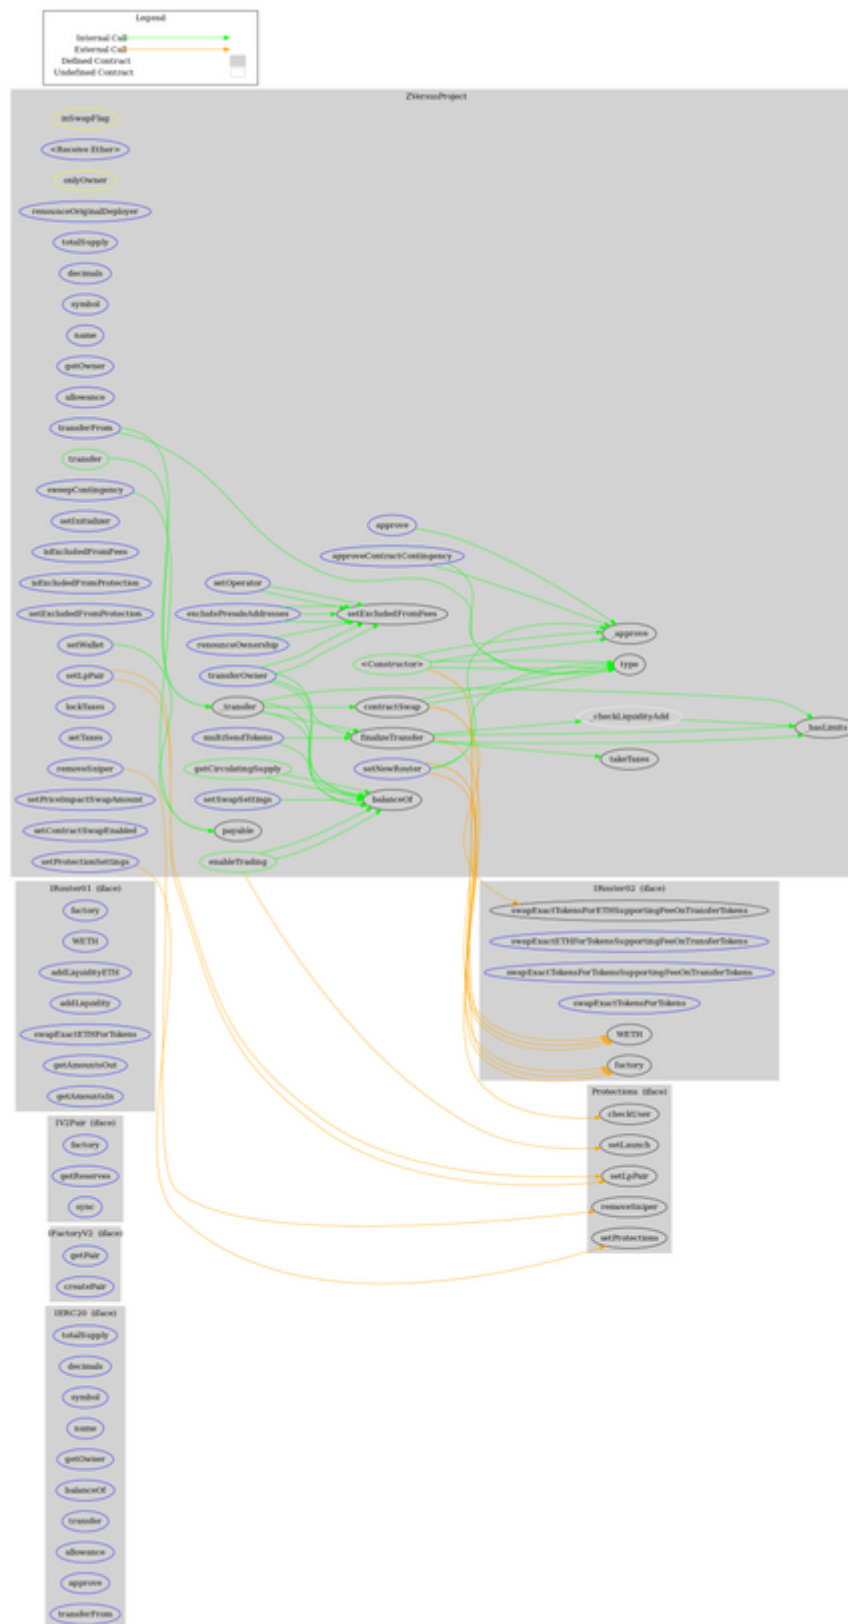 Legend
Internal Call
External Call
Defined Contract
Undefined Contract
ZVersusProject
inSwapFlag
<Receive Ether>
onlyOwner
renounceOriginalDeployer
totalSupply
decimals
symbol
name
getOwner
allowance
transferFrom
transfer
sweepContingency
setInitializer
isExcludedFromFees
isExcludedFromProtection
setExcludedFromProtection
setWallet
setLpPair
lockTaxes
setTaxes
removeSniper
setPriceImpactSwapAmount
setContractSwapEnabled
setProtectionSettings
setOperator
excludePresaleAddresses
renounceOwnership
transferOwner
_transfer
multiSendTokens
getCirculatingSupply
setSwapSettings
payable
enableTrading
approve
approveContractContingency
setExcludedFromFees
<Constructor>
contractSwap
finalizeTransfer
setNewRouter
balanceOf
_approve
type
_checkLiquidityAdd
takeTaxes
_hasLimits
IRouter01 (iface)
factory
WETH
addLiquidityETH
addLiquidity
swapExactETHForTokens
getAmountsOut
getAmountsIn
IRouter02 (iface)
swapExactTokensForETHSupportingFeeOnTransferTokens
swapExactETHForTokensSupportingFeeOnTransferTokens
swapExactTokensForTokensSupportingFeeOnTransferTokens
swapExactTokensForTokens
WETH
factory
Protections (iface)
checkUser
setLaunch
setLpPair
removeSniper
setProtections
IV2Pair (iface)
factory
getReserves
sync
IFactoryV2 (iface)
getPair
createPair
IERC20 (iface)
totalSupply
decimals
symbol
name
getOwner
balanceOf
transfer
allowance
approve
transferFrom